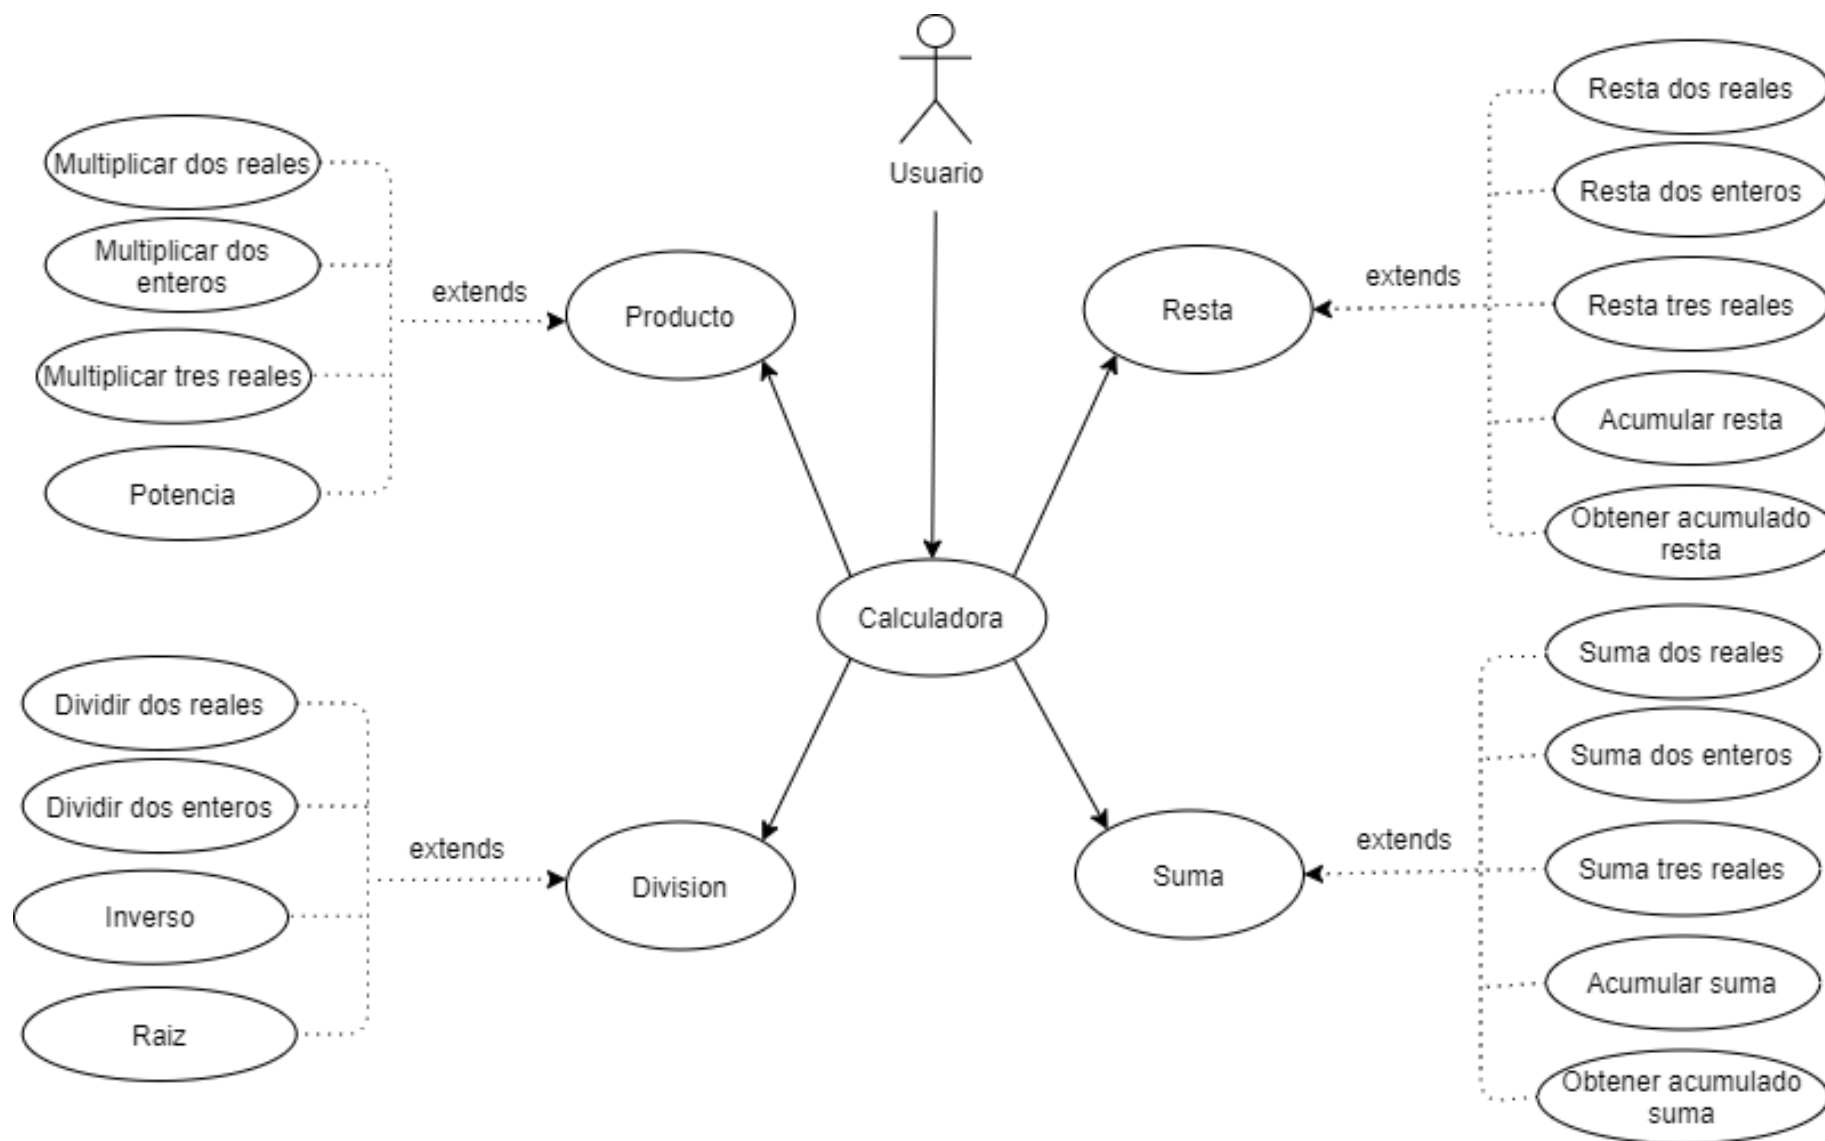 Usuario
Multiplicar dos reales
Multiplicar dos
enteros
Multiplicar tres reales
Potencia
extends
Producto
Resta
extends
Resta dos reales
Resta dos enteros
Resta tres reales
Acumular resta
Obtener acumulado
resta
Calculadora
Dividir dos reales
Dividir dos enteros
Inverso
Raiz
extends
Division
Suma
extends
Suma dos reales
Suma dos enteros
Suma tres reales
Acumular suma
Obtener acumulado
suma